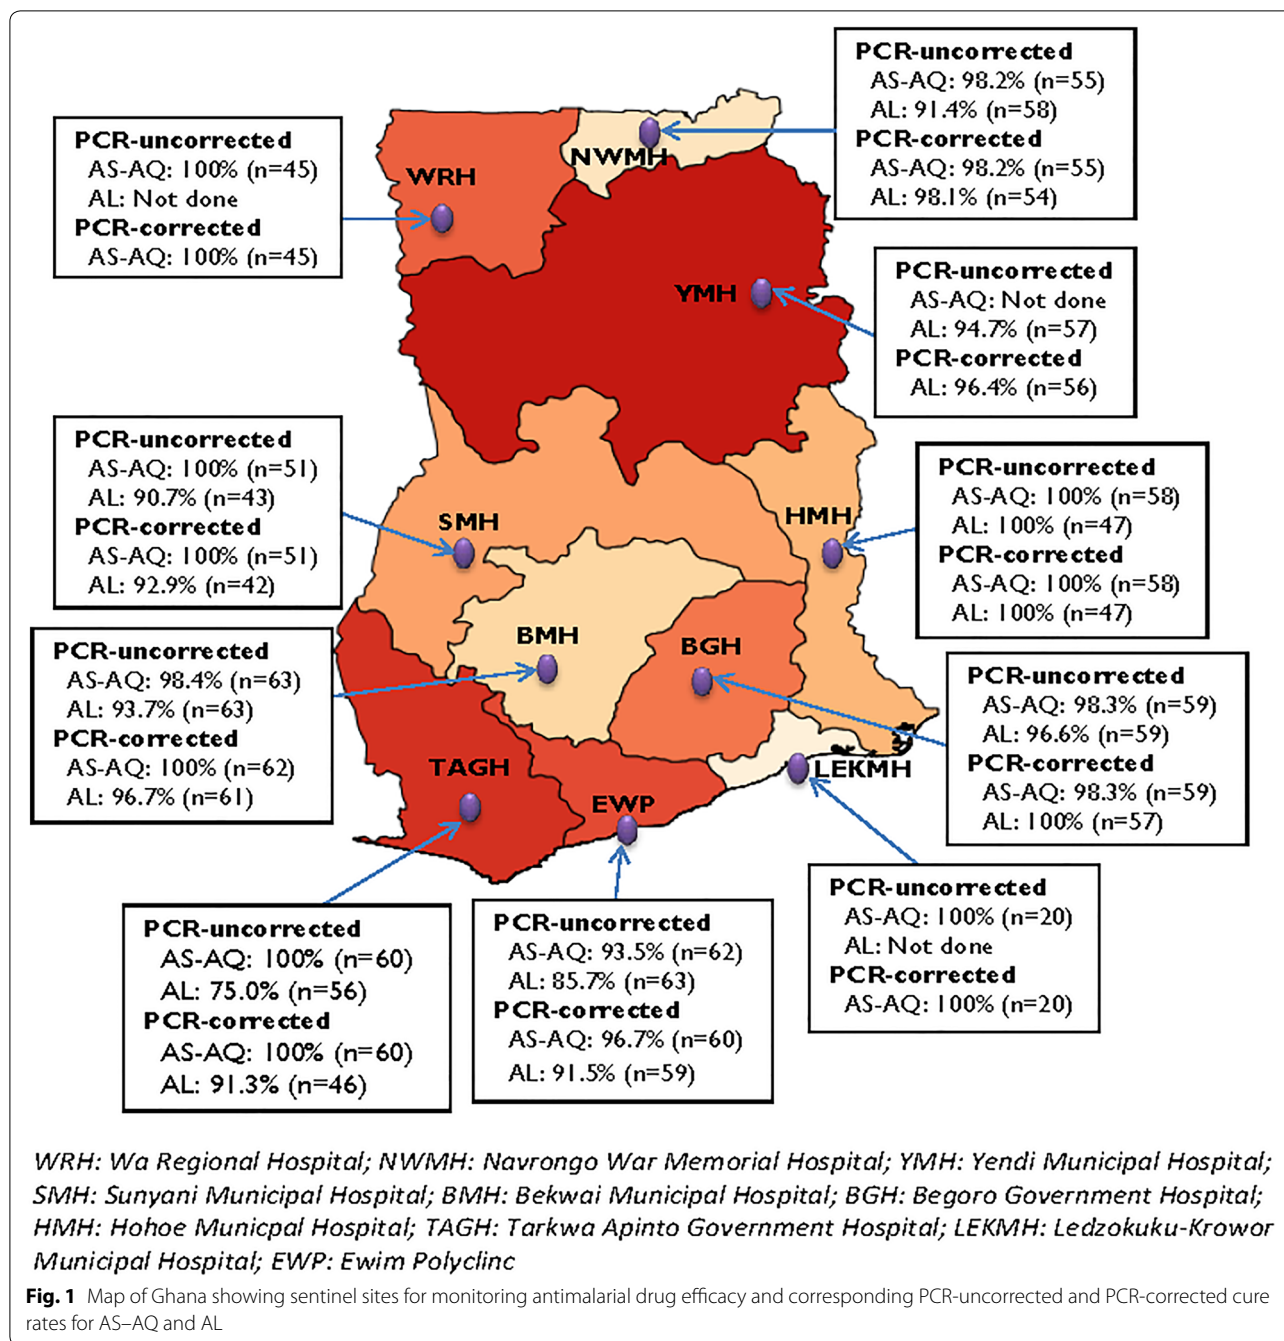 PCR-uncorrected
AS-AQ: 98.2% (n=55)
AL: 91.4% (n=58)
PCR-corrected
AS-AQ: 98.2% (n=55)
AL: 98.1% (n=54)
PCR-uncorrected
AS-AQ: 100% (n=45)
AL: Not done
PCR-corrected
AS-AQ: 100% (n=45)
NWMH
WRH
YMH
PCR-uncorrected
AS-AQ: Not done
AL: 94.7% (n=57)
PCR-corrected
AL: 96.4% (n=56)
PCR-uncorrected
AS-AQ: 100% (n=51)
AL: 90.7% (n=43)
PCR-corrected
AS-AQ: 100% (n=51)
AL: 92.9% (n=42)
SMH
HMH
PCR-uncorrected
AS-AQ: 100% (n=58)
AL: 100% (n=47)
PCR-corrected
AS-AQ: 100% (n=58)
AL: 100% (n=47)
PCR-uncorrected
AS-AQ: 98.4% (n=63)
AL: 93.7% (n=63)
PCR-corrected
AS-AQ: 100% (n=62)
AL: 96.7% (n=61)
BMH
BGH
PCR-uncorrected
AS-AQ: 98.3% (n=59)
AL: 96.6% (n=59)
PCR-corrected
AS-AQ: 98.3% (n=59)
AL: 100% (n=57)
TAGH
EWP
LEKMH
PCR-uncorrected
AS-AQ: 100% (n=60)
AL: 75.0% (n=56)
PCR-corrected
AS-AQ: 100% (n=60)
AL: 91.3% (n=46)
PCR-uncorrected
AS-AQ: 93.5% (n=62)
AL: 85.7% (n=63)
PCR-corrected
AS-AQ: 96.7% (n=60)
AL: 91.5% (n=59)
PCR-uncorrected
AS-AQ: 100% (n=20)
AL: Not done
PCR-corrected
AS-AQ: 100% (n=20)
WRH: Wa Regional Hospital; NWMH: Navrongo War Memorial Hospital; YMH: Yendi Municipal Hospital;
SMH: Sunyani Municipal Hospital; BMH: Bekwai Municipal Hospital; BGH: Begoro Government Hospital;
HMH: Hohoe Municpal Hospital; TAGH: Tarkwa Apinto Government Hospital; LEKMH: Ledzokuku-Krowor
Municipal Hospital; EWP: Ewim Polyclinc
Fig. 1 Map of Ghana showing sentinel sites for monitoring antimalarial drug efficacy and corresponding PCR-uncorrected and PCR-corrected cure
rates for AS–AQ and AL